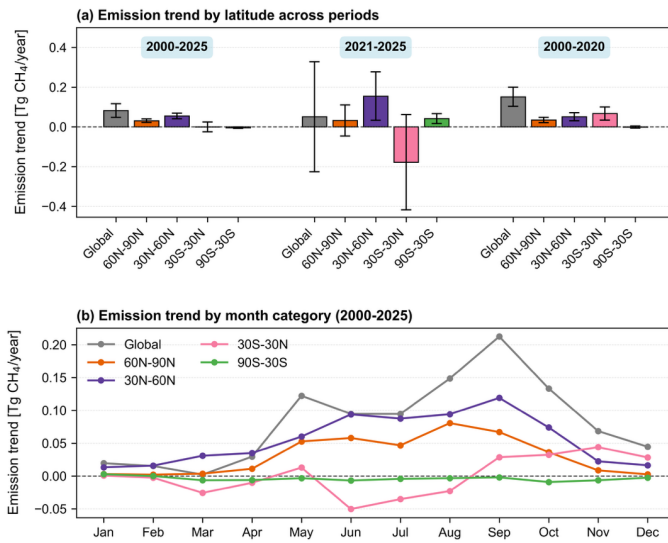 (a) Emission trend by latitude across periods
Emission trend [Tg CH₄/year]
0.4
0.2
0.0
−0.2
−0.4
2000-2025
2021-2025
2000-2020
Global
60N-90N
30N-60N
30S-30N
90S-30S
Global
60N-90N
30N-60N
30S-30N
90S-30S
Global
60N-90N
30N-60N
30S-30N
90S-30S
(b) Emission trend by month category (2000-2025)
Emission trend [Tg CH₄/year]
0.20
0.15
0.10
0.05
0.00
−0.05
Global
60N-90N
30N-60N
30S-30N
90S-30S
Jan Feb Mar Apr May Jun Jul Aug Sep Oct Nov Dec